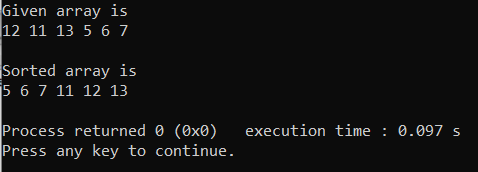 Given array is
12 11 13 5 6 7
Sorted array is
5 6 7 11 12 13
Process returned 0 (0x0)   execution time : 0.097 s
Press any key to continue.